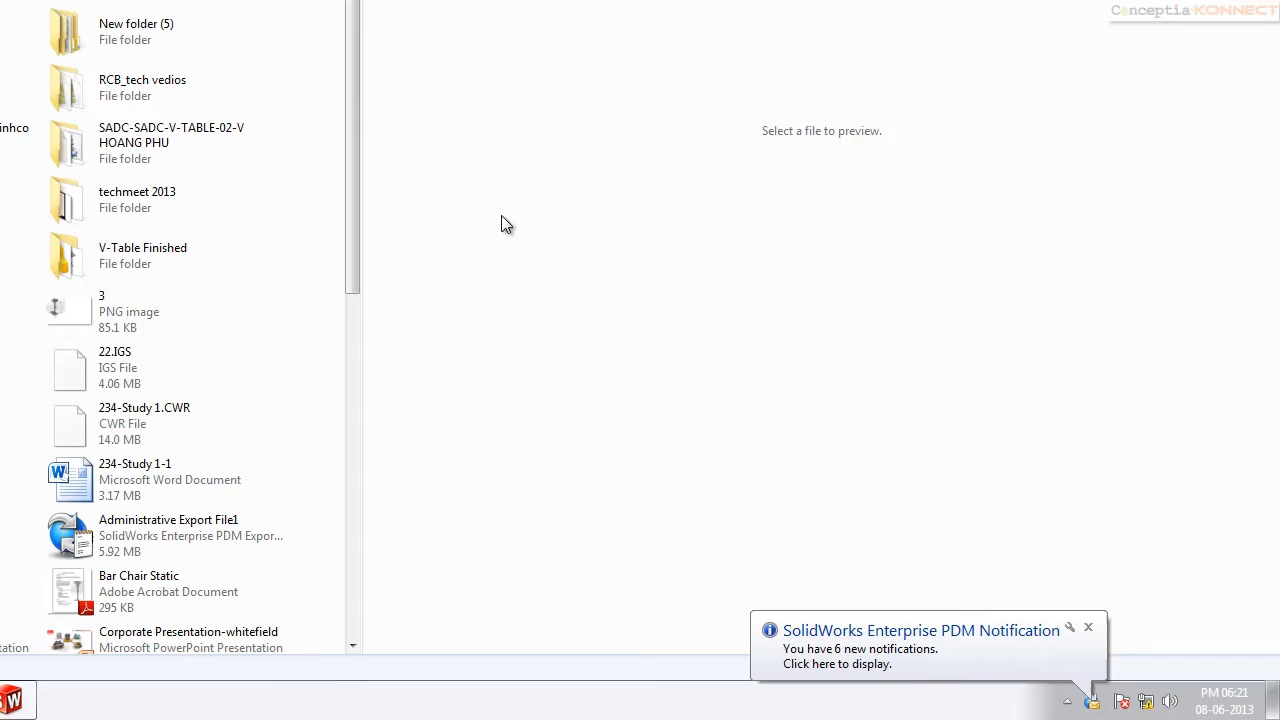 Conceptia KONNECT
New folder (5)
File folder
RCB_tech vedios
File folder
inhco
SADC-SADC-V-TABLE-02-V
HOANG PHU
File folder
Select a file to preview.
techmeet 2013
File folder
V-Table Finished
File folder
3
PNG image
85.1 KB
22.IGS
IGS File
4.06 MB
234-Study 1.CWR
CWR File
14.0 MB
234-Study 1-1
Microsoft Word Document
3.17 MB
Administrative Export File1
SolidWorks Enterprise PDM Expor...
5.92 MB
Bar Chair Static
Adobe Acrobat Document
295 KB
Corporate Presentation-whitefield
tation
Microsoft PowerPoint Presentation
SolidWorks Enterprise PDM Notification
You have 6 new notifications.
Click here to display.
PM 06:21
08-06-2013